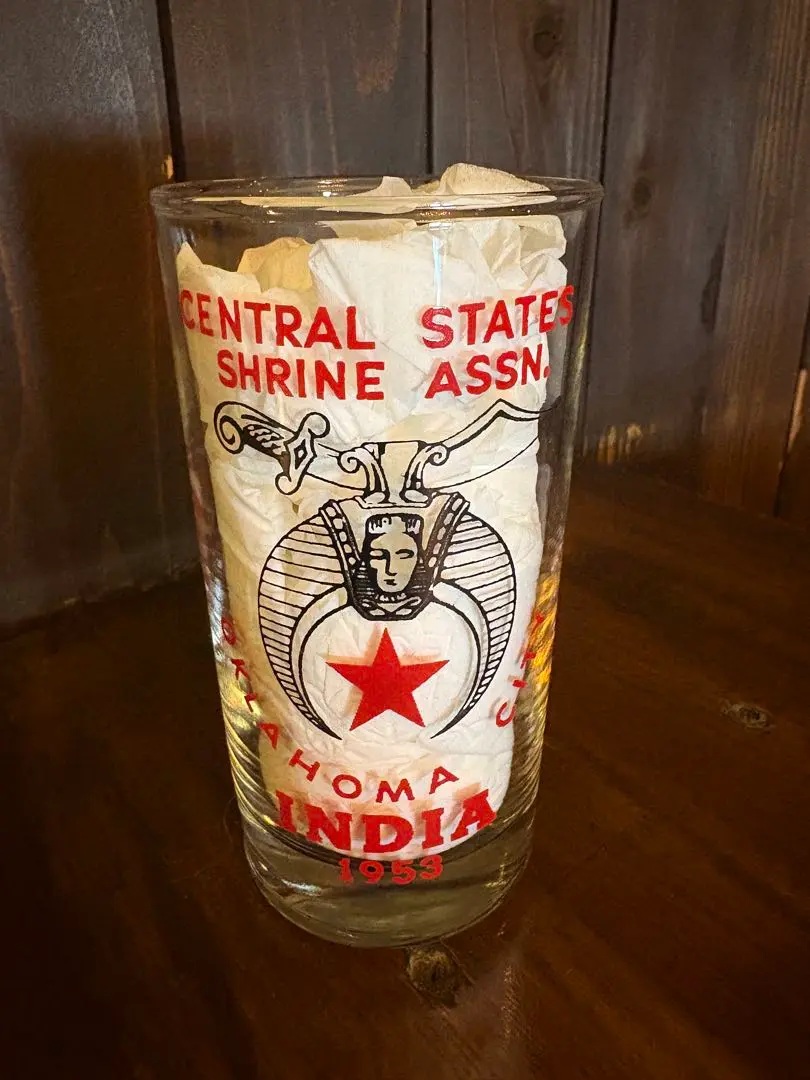 CENTRAL STATES
SHRINE ASSN.
OKLAHOMA CITY
INDIA
1953